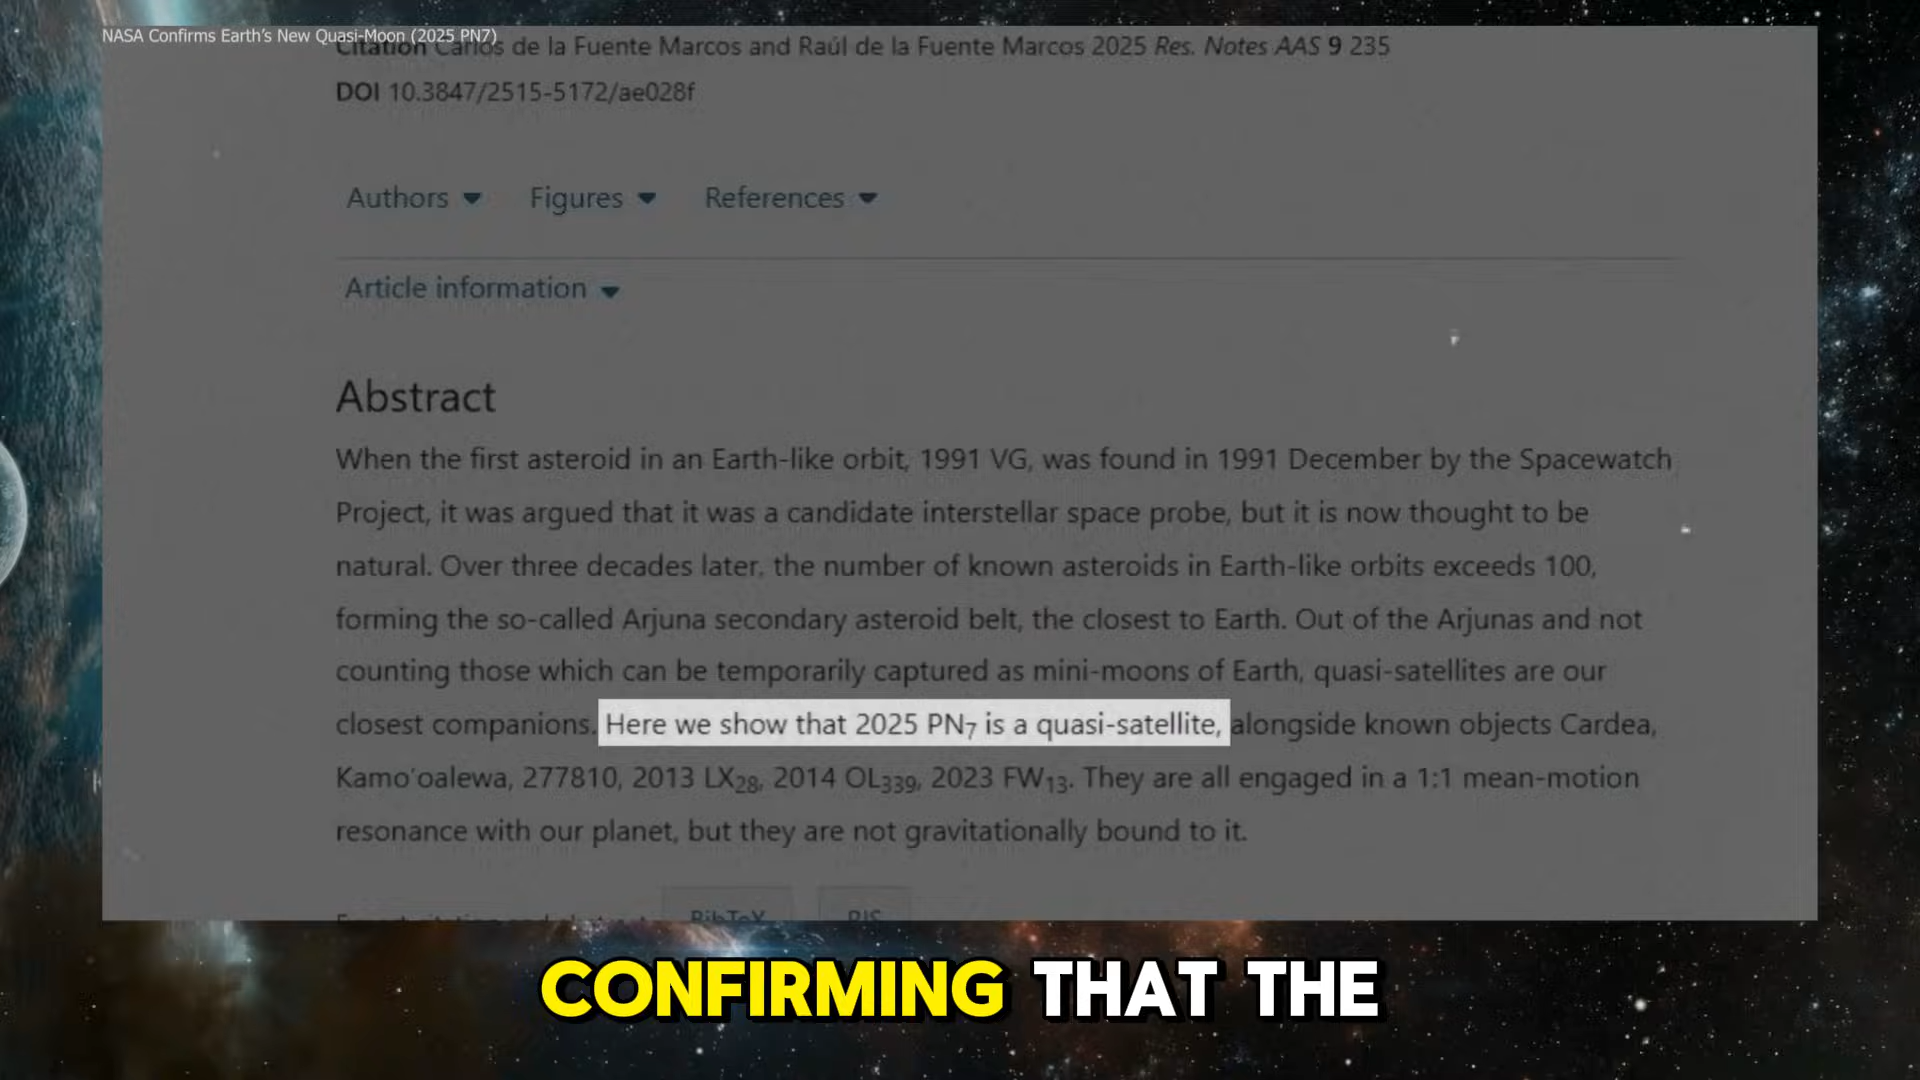 NASA Confirms Earth's New Quasi-Moon (2025 PN7)
Citation Carlos de la Fuente Marcos and Raúl de la Fuente Marcos 2025 Res. Notes AAS 9 235
DOI 10.3847/2515-5172/ae028f
Authors Figures References
Article information
Abstract
When the first asteroid in an Earth-like orbit, 1991 VG, was found in 1991 December by the Spacewatch
Project, it was argued that it was a candidate interstellar space probe, but it is now thought to be
natural. Over three decades later, the number of known asteroids in Earth-like orbits exceeds 100,
forming the so-called Arjuna secondary asteroid belt, the closest to Earth. Out of the Arjunas and not
counting those which can be temporarily captured as mini-moons of Earth, quasi-satellites are our
closest companions. Here we show that 2025 PN₇ is a quasi-satellite, alongside known objects Cardea,
Kamo'oalewa, 277810, 2013 LX₂₈, 2014 OL₃₃₉, 2023 FW₁₃. They are all engaged in a 1:1 mean-motion
resonance with our planet, but they are not gravitationally bound to it.
BibTeX RIS
CONFIRMING THAT THE